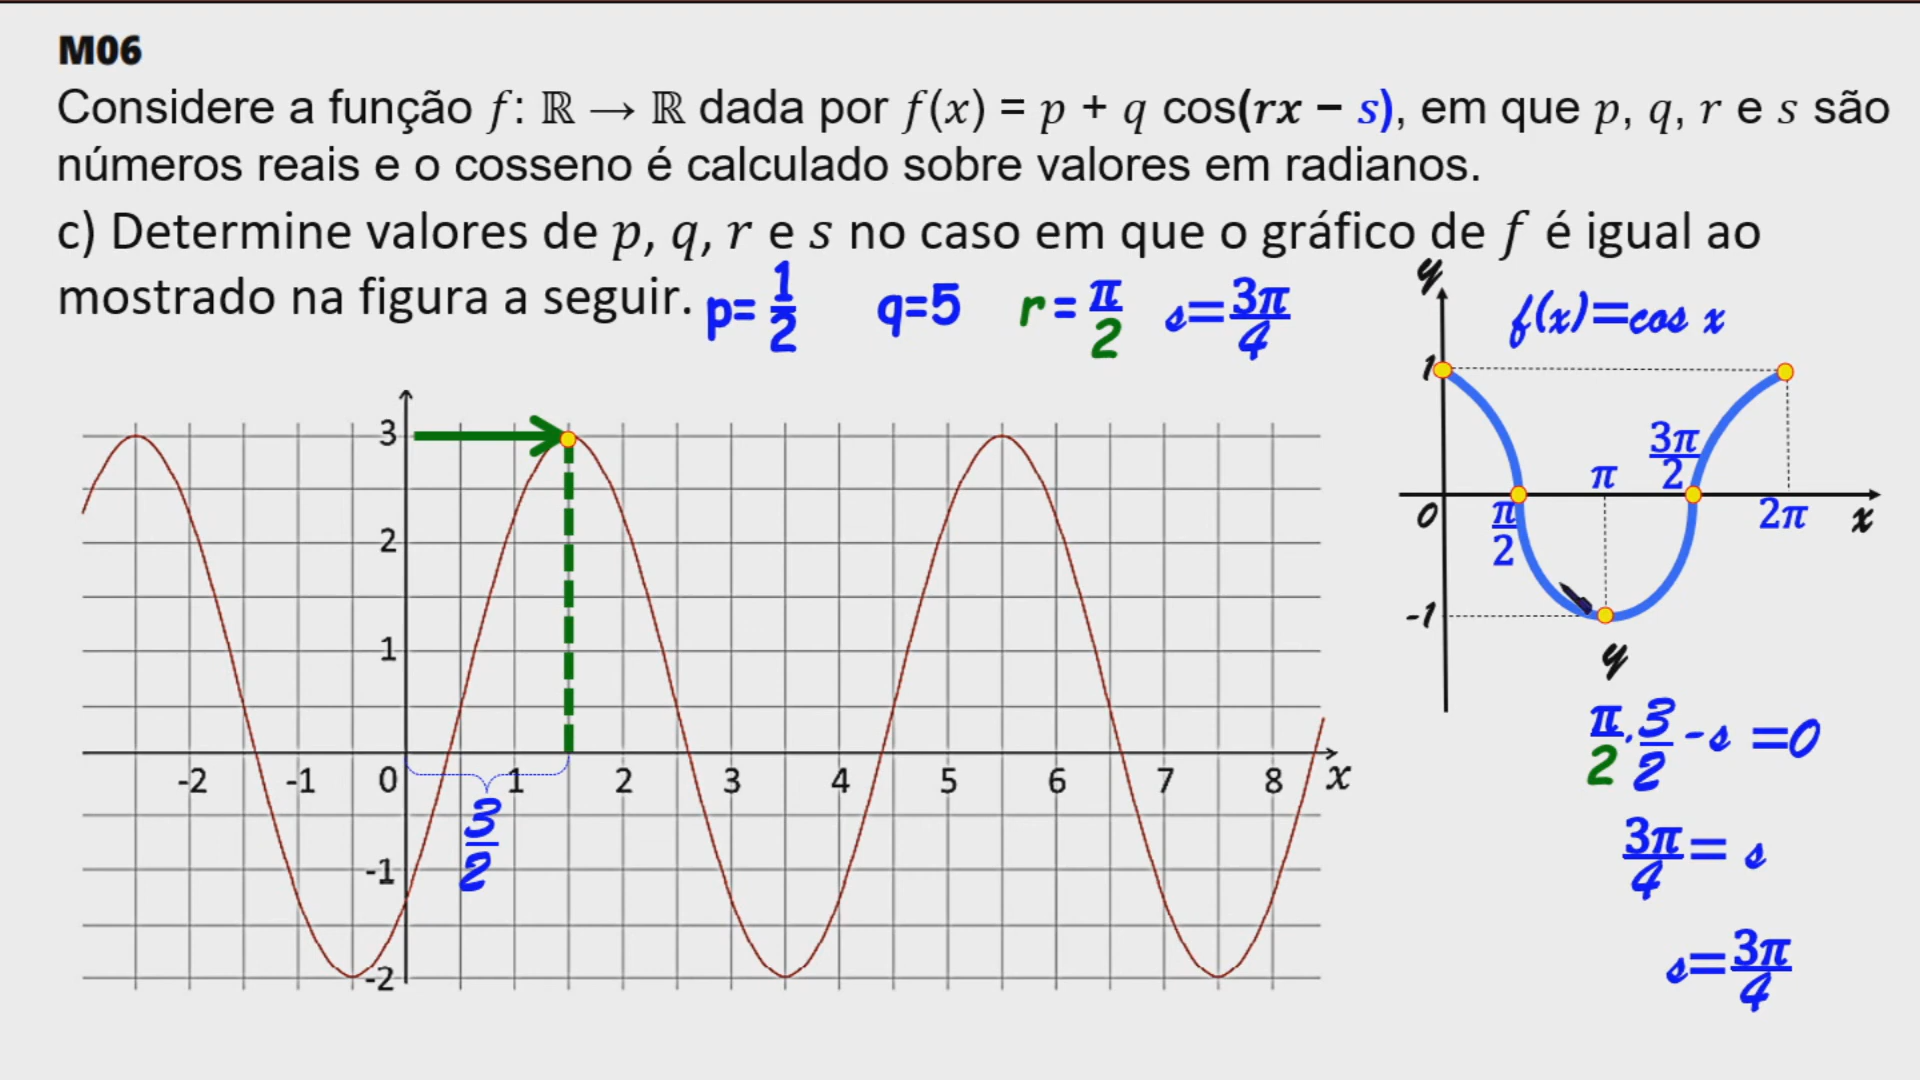 M06
Considere a função f: ℝ → ℝ dada por f(x) = p + q cos(rx − s), em que p, q, r e s são
números reais e o cosseno é calculado sobre valores em radianos.
c) Determine valores de p, q, r e s no caso em que o gráfico de f é igual ao
mostrado na figura a seguir.
p= 1/2 q=5 r= π/2 s= 3π/4
y
f(x)=cos x
1
3π/2
π
0
π/2
2π
x
-1
y
3
2
1
-2 -1 0 1 2 3 4 5 6 7 8 x
3/2
-1
-2
π/2 . 3/2 - s =0
3π/4 = s
s= 3π/4